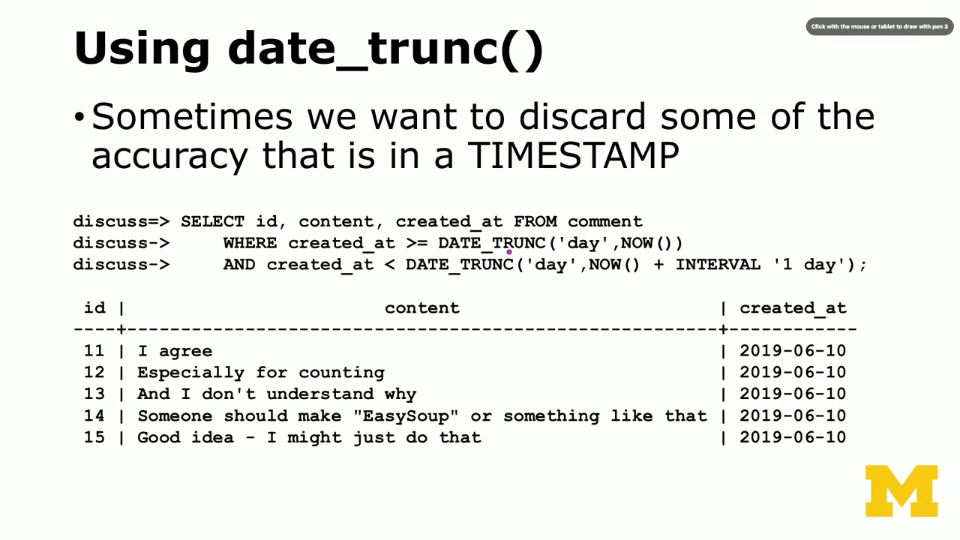 Click with the mouse or tablet to draw with pen 3
Using date_trunc()
•Sometimes we want to discard some of the
accuracy that is in a TIMESTAMP
discuss=> SELECT id, content, created_at FROM comment
discuss->     WHERE created_at >= DATE_TRUNC('day',NOW())
discuss->     AND created_at < DATE_TRUNC('day',NOW() + INTERVAL '1 day');
 id |                        content                        | created_at
----+-------------------------------------------------------+------------
 11 | I agree                                               | 2019-06-10
 12 | Especially for counting                               | 2019-06-10
 13 | And I don't understand why                            | 2019-06-10
 14 | Someone should make "EasySoup" or something like that | 2019-06-10
 15 | Good idea - I might just do that                      | 2019-06-10
M